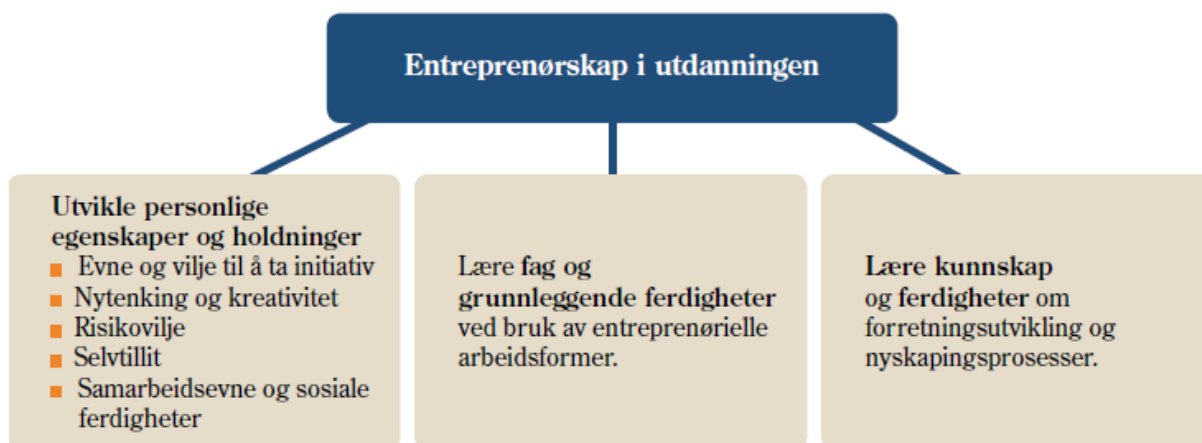 Entreprenørskap i utdanningen
Utvikle personlige
egenskaper og holdninger
Evne og vilje til å ta initiativ
Nytenking og kreativitet
Risikovilje
Selvtillit
Samarbeidsevne og sosiale
ferdigheter
Lære fag og
grunnleggende ferdigheter
ved bruk av entreprenørielle
arbeidsformer.
Lære kunnskap
og ferdigheter om
forretningsutvikling og
nyskapingsprosesser.